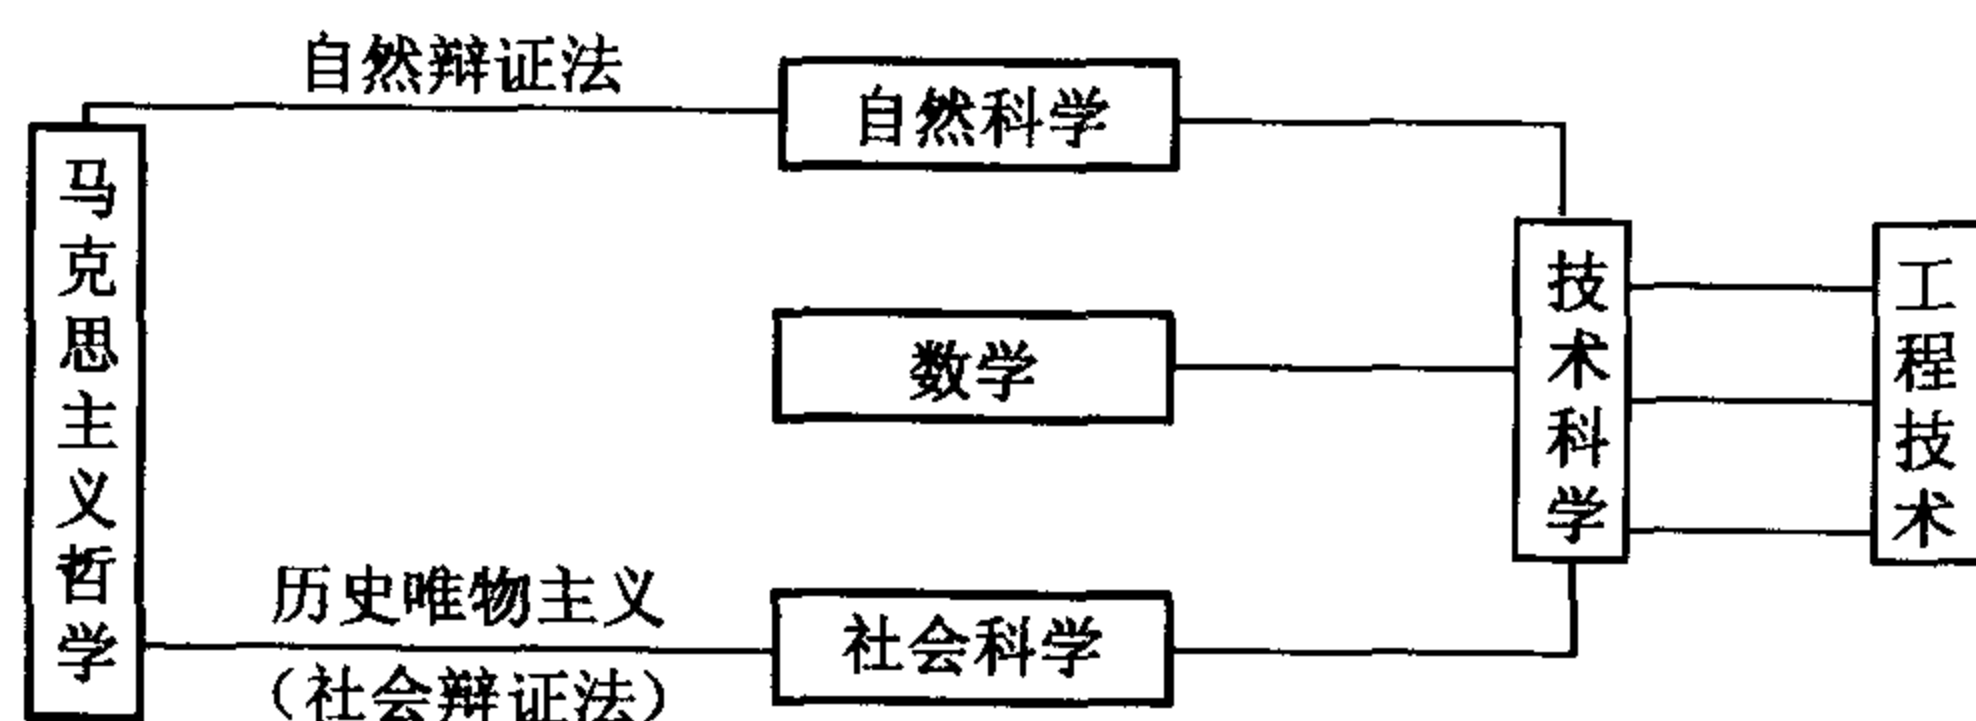 自然辩证法
自然科学
马克思主义哲学
数学
技术科学
工程技术
历史唯物主义
（社会辩证法）
社会科学